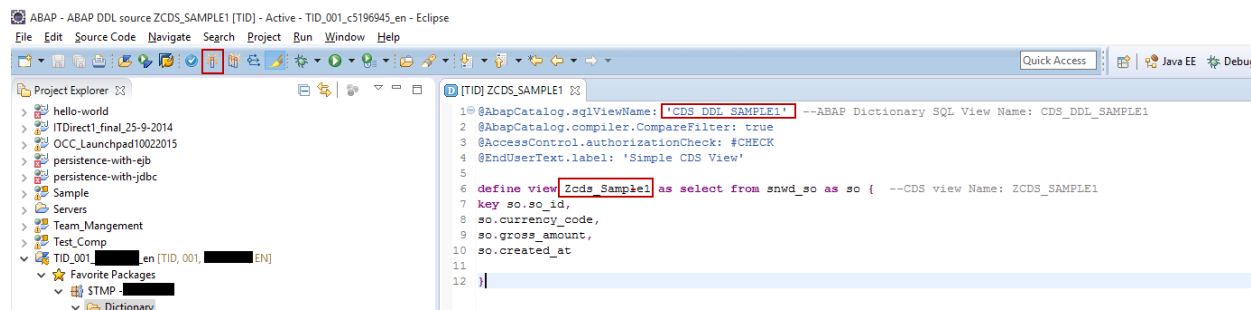 ABAP - ABAP DDL source ZCDS_SAMPLE1 [TID] - Active - TID_001_c5196945_en - Eclipse
File Edit Source Code Navigate Search Project Run Window Help
Quick Access Java EE Debug
Project Explorer
hello-world
ITDirect1_final_25-9-2014
OCC_Launchpad10022015
persistence-with-ejb
persistence-with-jdbc
Sample
Servers
Team_Mangement
Test_Comp
TID_001_ _en [TID, 001, EN]
Favorite Packages
$TMP -
Dictionary
[TID] ZCDS_SAMPLE1
1 @AbapCatalog.sqlViewName: 'CDS_DDL_SAMPLE1' --ABAP Dictionary SQL View Name: CDS_DDL_SAMPLE1
2 @AbapCatalog.compiler.CompareFilter: true
3 @AccessControl.authorizationCheck: #CHECK
4 @EndUserText.label: 'Simple CDS View'
5
6 define view Zcds_Sample1 as select from snwd_so as so { --CDS view Name: ZCDS_SAMPLE1
7 key so.so_id,
8 so.currency_code,
9 so.gross_amount,
10 so.created_at
11
12 }